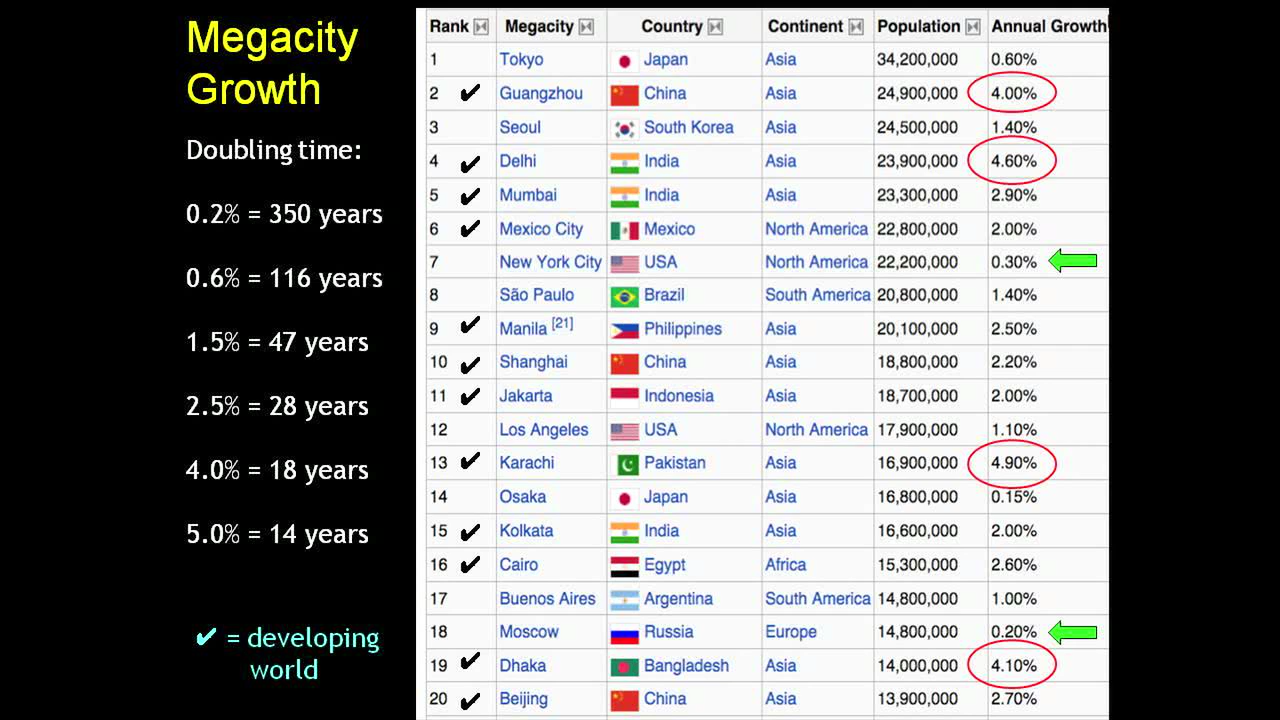 Megacity
Growth
Doubling time:
0.2% = 350 years
0.6% = 116 years
1.5% = 47 years
2.5% = 28 years
4.0% = 18 years
5.0% = 14 years
✔ = developing
world
Rank Megacity Country Continent Population Annual Growth
1 Tokyo Japan Asia 34,200,000 0.60%
2 ✔ Guangzhou China Asia 24,900,000 4.00%
3 Seoul South Korea Asia 24,500,000 1.40%
4 ✔ Delhi India Asia 23,900,000 4.60%
5 ✔ Mumbai India Asia 23,300,000 2.90%
6 ✔ Mexico City Mexico North America 22,800,000 2.00%
7 New York City USA North America 22,200,000 0.30%
8 São Paulo Brazil South America 20,800,000 1.40%
9 ✔ Manila [21] Philippines Asia 20,100,000 2.50%
10 ✔ Shanghai China Asia 18,800,000 2.20%
11 ✔ Jakarta Indonesia Asia 18,700,000 2.00%
12 Los Angeles USA North America 17,900,000 1.10%
13 ✔ Karachi Pakistan Asia 16,900,000 4.90%
14 Osaka Japan Asia 16,800,000 0.15%
15 ✔ Kolkata India Asia 16,600,000 2.00%
16 ✔ Cairo Egypt Africa 15,300,000 2.60%
17 Buenos Aires Argentina South America 14,800,000 1.00%
18 Moscow Russia Europe 14,800,000 0.20%
19 ✔ Dhaka Bangladesh Asia 14,000,000 4.10%
20 ✔ Beijing China Asia 13,900,000 2.70%